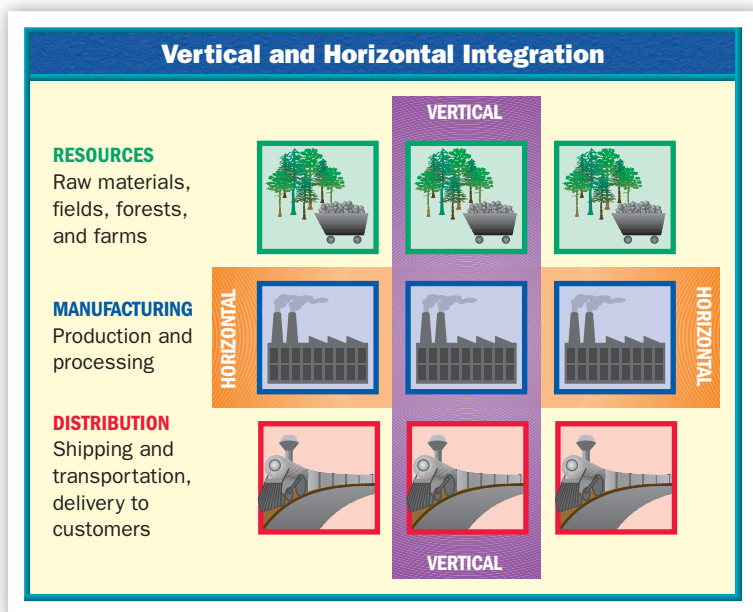 Vertical and Horizontal Integration
VERTICAL
RESOURCES
Raw materials,
fields, forests,
and farms
HORIZONTAL
HORIZONTAL
MANUFACTURING
Production and
processing
DISTRIBUTION
Shipping and
transportation,
delivery to
customers
VERTICAL